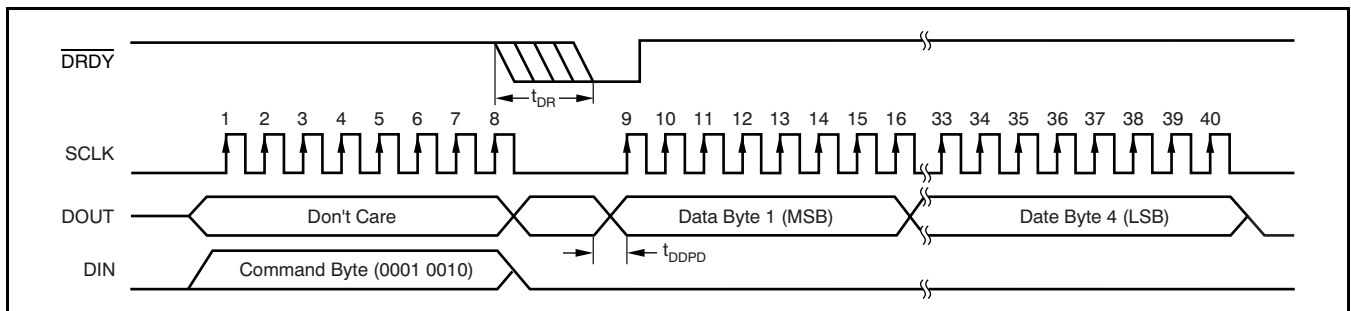 DRDY
tDR
1 2 3 4 5 6 7 8 9 10 11 12 13 14 15 16 33 34 35 36 37 38 39 40
SCLK
DOUT Don't Care Data Byte 1 (MSB) Date Byte 4 (LSB)
tDDPD
DIN Command Byte (0001 0010)